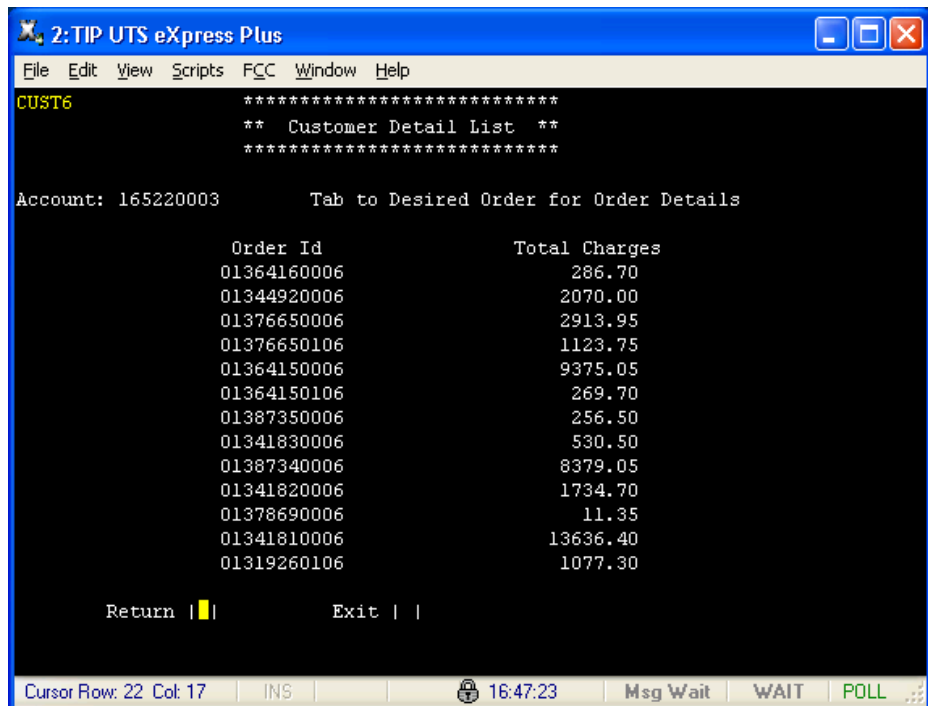 2:TIP UTS eXpress Plus
File Edit View Scripts FCC Window Help
CUST6 ****************************
** Customer Detail List **
****************************
Account: 165220003 Tab to Desired Order for Order Details
Order Id Total Charges
01364160006 286.70
01344920006 2070.00
01376650006 2913.95
01376650106 1123.75
01364150006 9375.05
01364150106 269.70
01387350006 256.50
01341830006 530.50
01387340006 8379.05
01341820006 1734.70
01378690006 11.35
01341810006 13636.40
01319260106 1077.30
Return | | Exit | |
Cursor Row: 22 Col: 17 INS 16:47:23 Msg Wait WAIT POLL